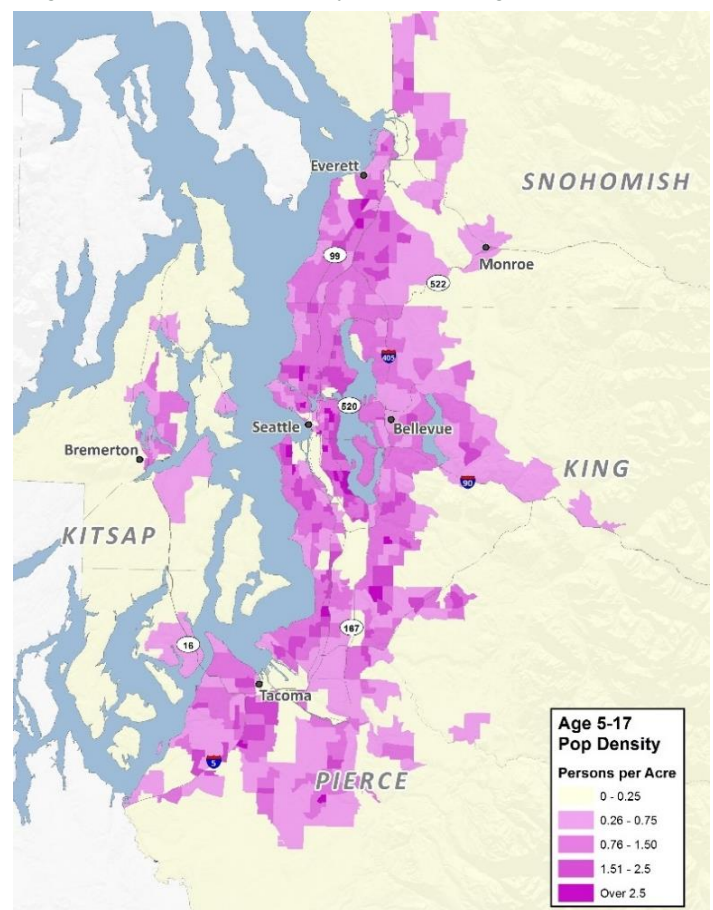 Everett
SNOHOMISH
99
Monroe
522
405
520
Seattle
Bellevue
Bremerton
KING
90
KITSAP
167
16
Tacoma
5
PIERCE
Age 5-17
Pop Density
Persons per Acre
0 - 0.25
0.26 - 0.75
0.76 - 1.50
1.51 - 2.5
Over 2.5